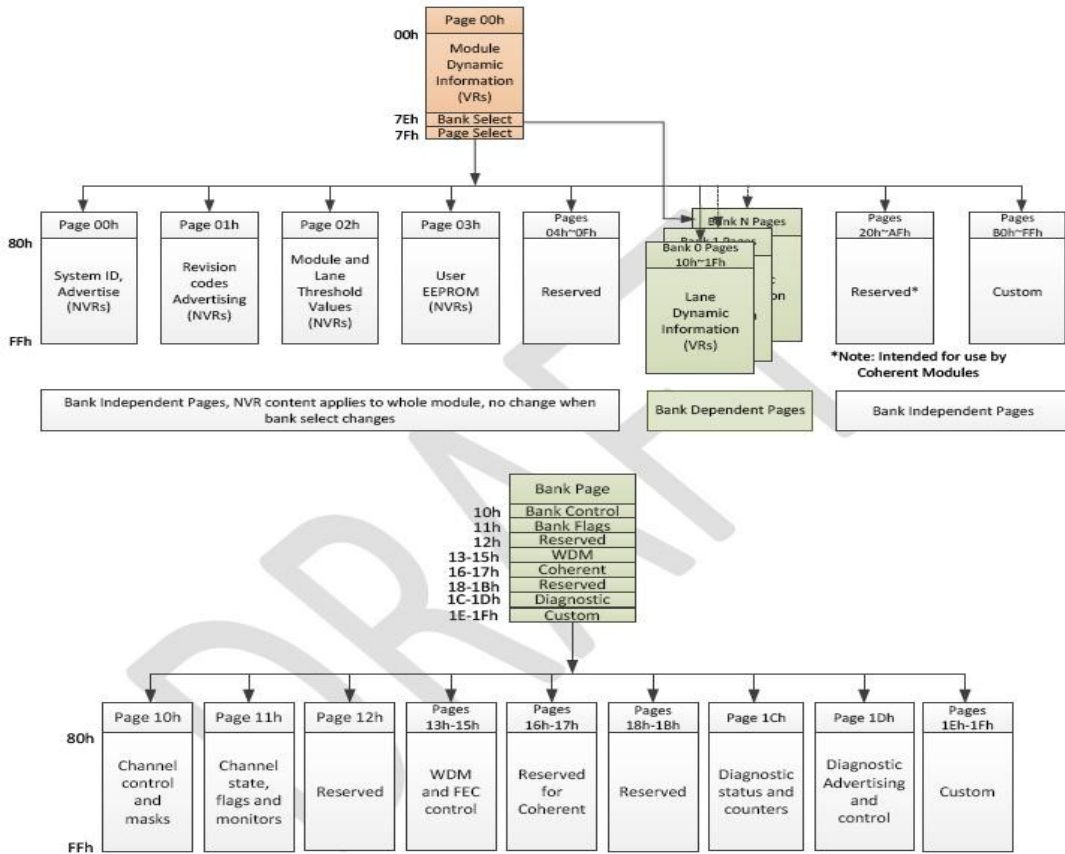 Page 00h
00h
Module
Dynamic
Information
(VRs)
7Eh
Bank Select
7Fh
Page Select
Page 00h
Page 01h
Page 02h
Page 03h
Pages
04h~0Fh
Bank N Pages
Bank 1 Pages
Bank 0 Pages
10h~1Fh
Pages
20h~AFh
Pages
B0h~FFh
80h
System ID,
Advertise
(NVRs)
Revision
codes
Advertising
(NVRs)
Module and
Lane
Threshold
Values
(NVRs)
User
EEPROM
(NVRs)
Reserved
Lane
Dynamic
Information
(VRs)
Reserved*
Custom
FFh
*Note: Intended for use by
Coherent Modules
Bank Independent Pages, NVR content applies to whole module, no change when
bank select changes
Bank Dependent Pages
Bank Independent Pages
DRAFT
Bank Page
10h
Bank Control
11h
Bank Flags
12h
Reserved
13-15h
WDM
16-17h
Coherent
18-1Bh
Reserved
1C-1Dh
Diagnostic
1E-1Fh
Custom
Page 10h
Page 11h
Page 12h
Pages
13h-15h
Pages
16h-17h
Pages
18h-1Bh
Page 1Ch
Page 1Dh
Pages
1Eh-1Fh
80h
Channel
control
and
masks
Channel
state,
flags and
monitors
Reserved
WDM
and FEC
control
Reserved
for
Coherent
Reserved
Diagnostic
status and
counters
Diagnostic
Advertising
and
control
Custom
FFh